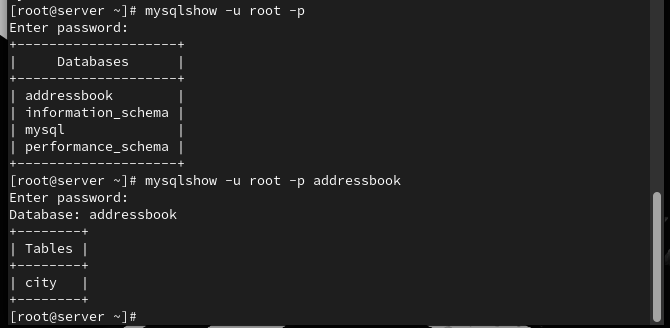 [root@server ~]# mysqlshow -u root -p
Enter password:
+--------------------+
|     Databases      |
+--------------------+
| addressbook        |
| information_schema |
| mysql              |
| performance_schema |
+--------------------+
[root@server ~]# mysqlshow -u root -p addressbook
Enter password:
Database: addressbook
+--------+
| Tables |
+--------+
| city   |
+--------+
[root@server ~]#